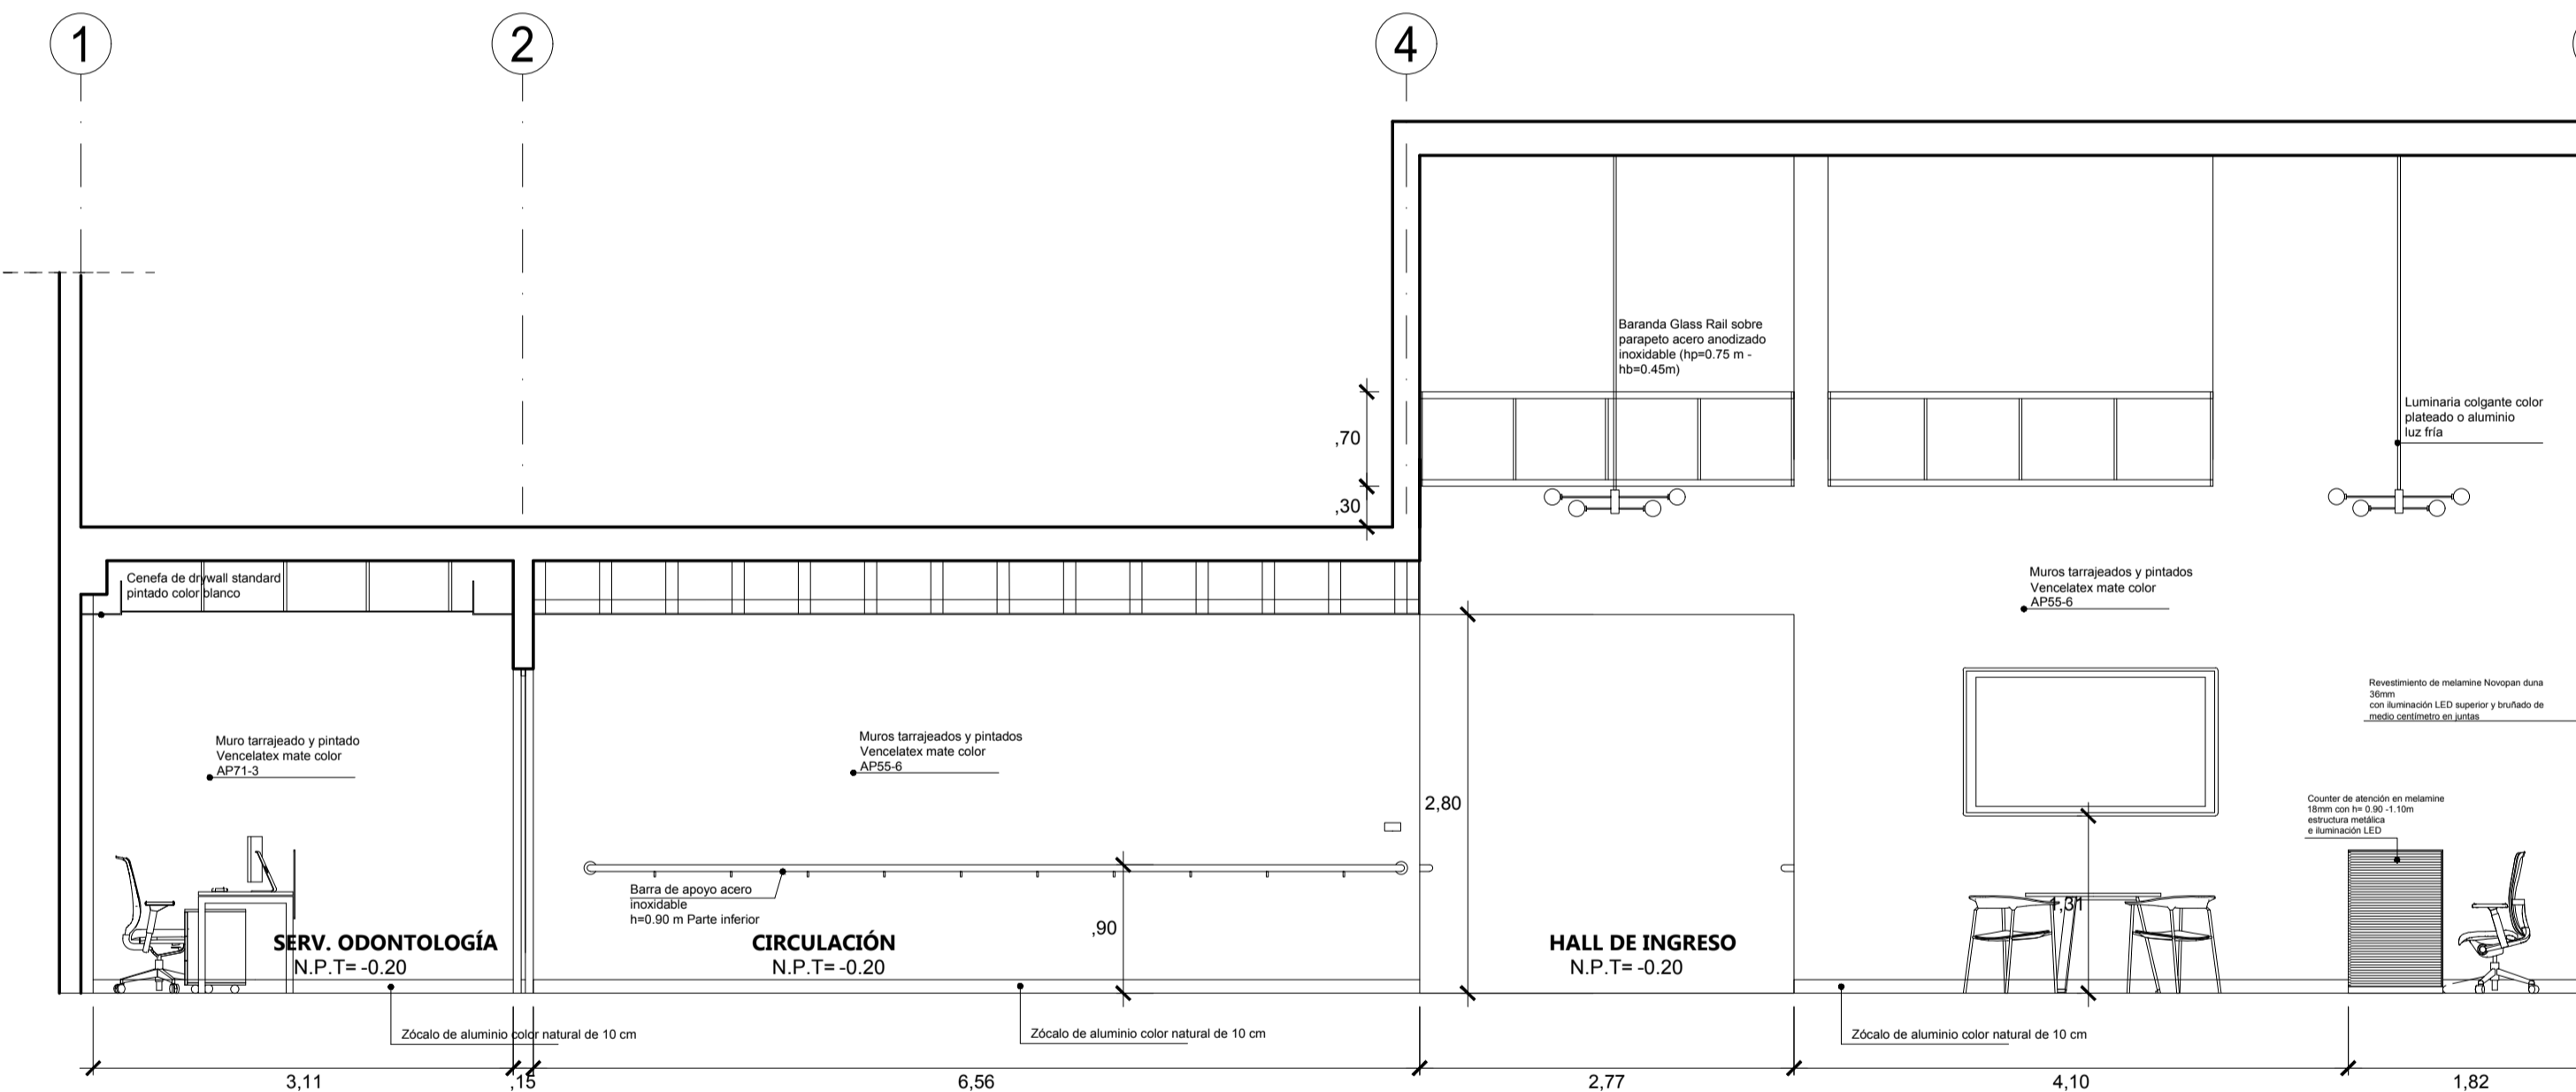 1
2
4
Baranda Glass Rail sobre
parapeto acero anodizado
inoxidable (hp=0.75 m -
hb=0.45m)
Luminaria colgante color
plateado o aluminio
luz fría
,70
,30
Cenefa de drywall standard
pintado color blanco
Muros tarrajeados y pintados
Vencelatex mate color
AP55-6
Revestimiento de melamine Novopan duna
36mm
con iluminación LED superior y bruñado de
medio centímetro en juntas
Muro tarrajeado y pintado
Vencelatex mate color
AP71-3
Muros tarrajeados y pintados
Vencelatex mate color
AP55-6
2,80
Counter de atención en melamine
18mm con h= 0.90 -1.10m
estructura metálica
e iluminación LED
Barra de apoyo acero
inoxidable
h=0.90 m Parte inferior
,90
1,31
SERV. ODONTOLOGÍA
N.P.T= -0.20
CIRCULACIÓN
N.P.T= -0.20
HALL DE INGRESO
N.P.T= -0.20
Zócalo de aluminio color natural de 10 cm
Zócalo de aluminio color natural de 10 cm
Zócalo de aluminio color natural de 10 cm
3,11
,15
6,56
2,77
4,10
1,82